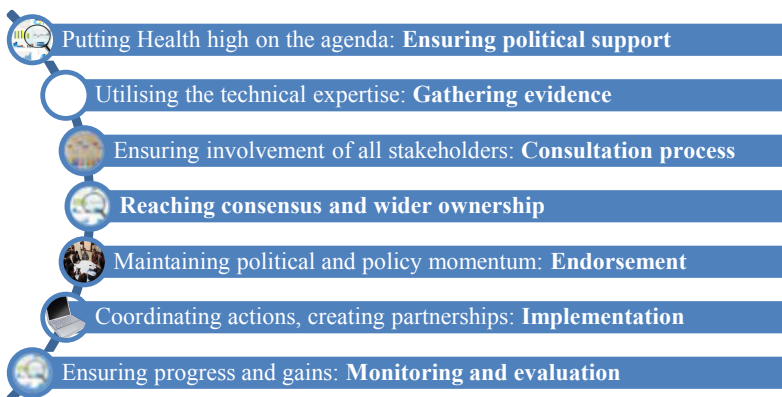 Putting Health high on the agenda: Ensuring political support
Utilising the technical expertise: Gathering evidence
Ensuring involvement of all stakeholders: Consultation process
Reaching consensus and wider ownership
Maintaining political and policy momentum: Endorsement
Coordinating actions, creating partnerships: Implementation
Ensuring progress and gains: Monitoring and evaluation